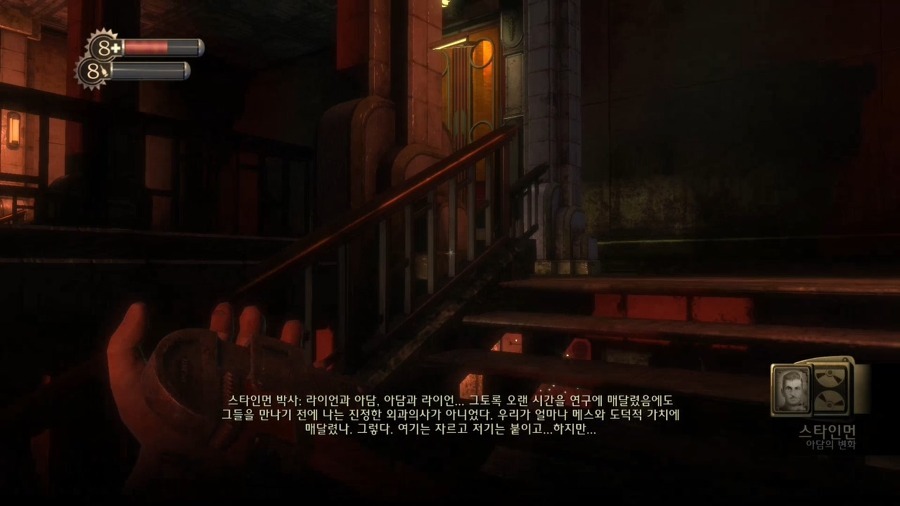 8
8
스타인먼 박사: 라이언과 아담, 아담과 라이언... 그토록 오랜 시간을 연구에 매달렸음에도
그들을 만나기 전에 나는 진정한 외과의사가 아니었다. 우리가 얼마나 메스와 도덕적 가치에
매달렸나. 그렇다. 여기는 자르고 저기는 붙이고...하지만...
스타인먼
아담의 변화